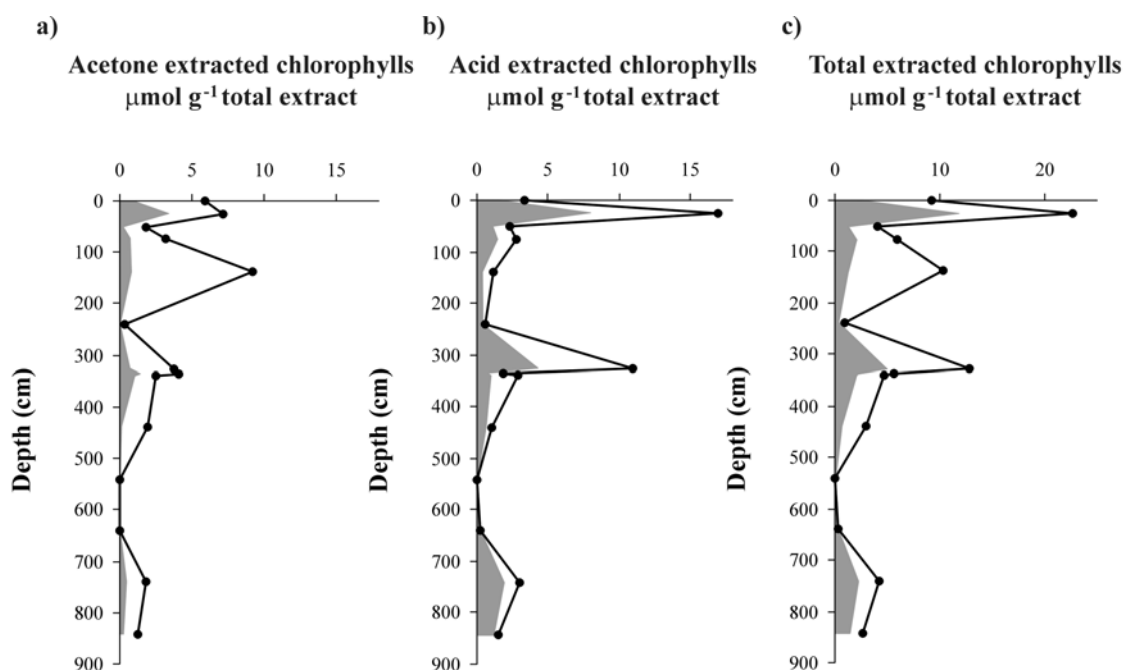 a)
Acetone extracted chlorophylls
μmol g⁻¹ total extract
0 5 10 15
0
100
200
300
400
500
600
700
800
900
Depth (cm)
b)
Acid extracted chlorophylls
μmol g⁻¹ total extract
0 5 10 15
0
100
200
300
400
500
600
700
800
900
Depth (cm)
c)
Total extracted chlorophylls
μmol g⁻¹ total extract
0 10 20
0
100
200
300
400
500
600
700
800
900
Depth (cm)